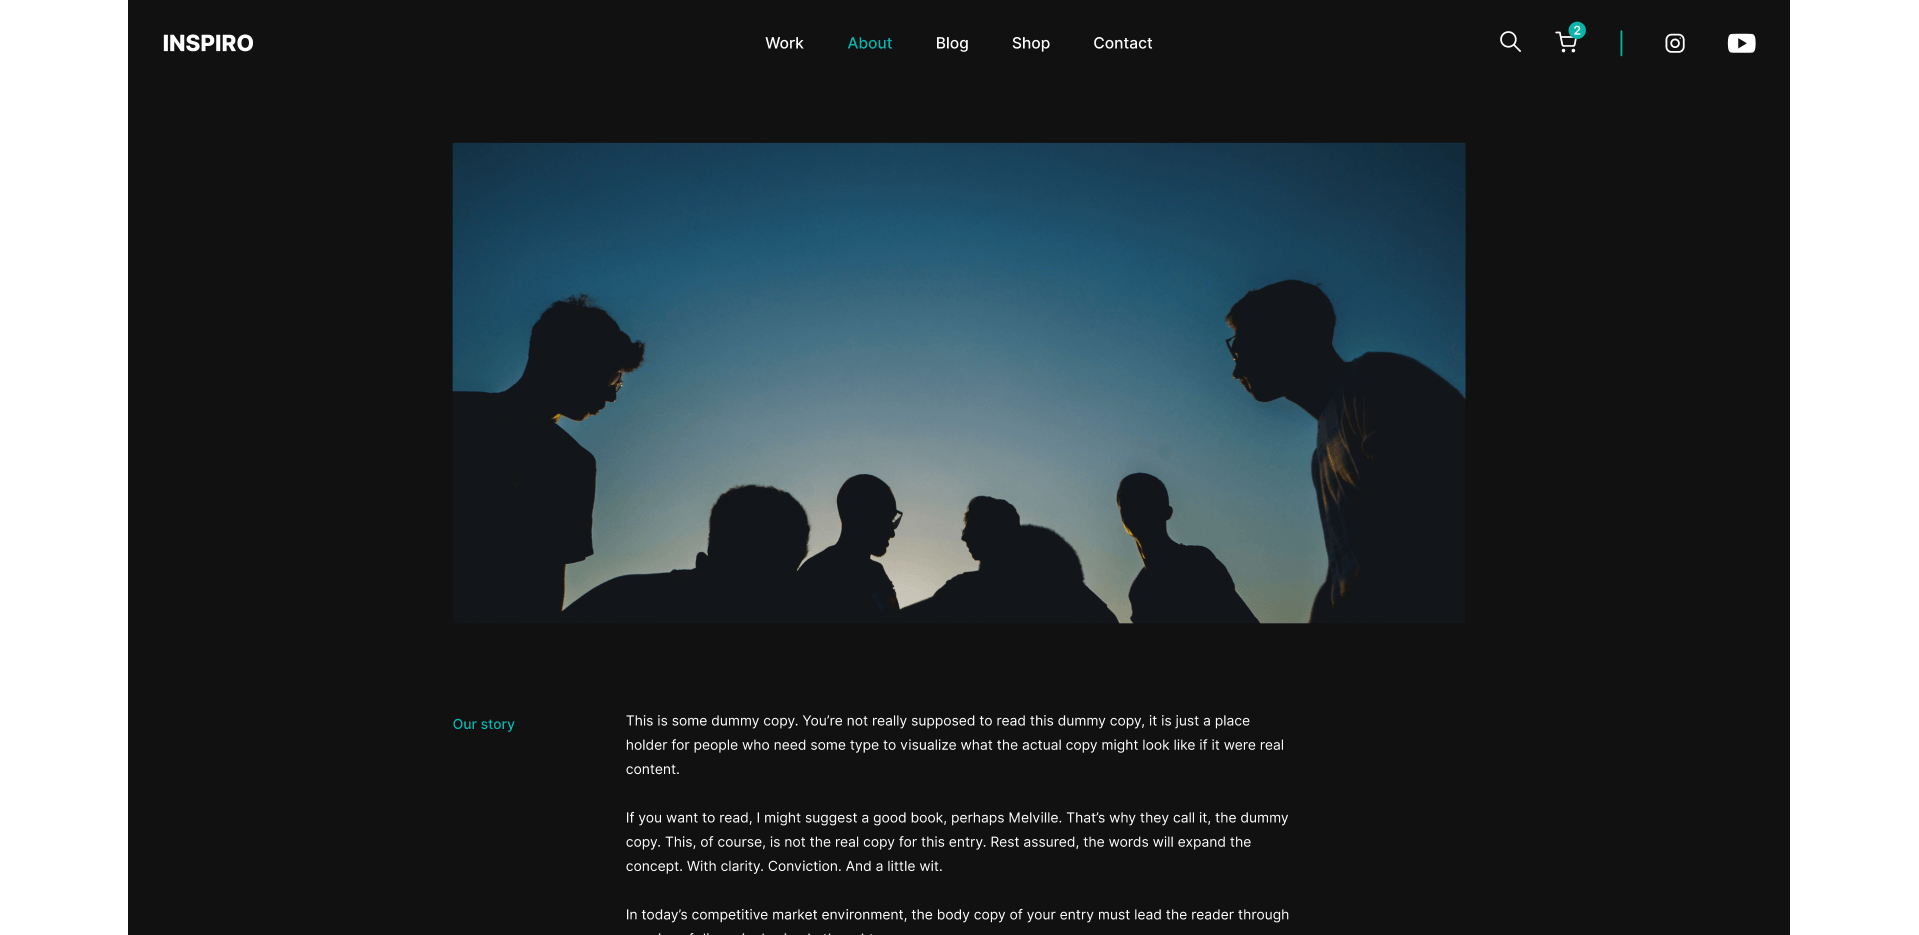 INSPIRO
Work About Blog Shop Contact
2
Our story
This is some dummy copy. You’re not really supposed to read this dummy copy, it is just a place
holder for people who need some type to visualize what the actual copy might look like if it were real
content.
If you want to read, I might suggest a good book, perhaps Melville. That’s why they call it, the dummy
copy. This, of course, is not the real copy for this entry. Rest assured, the words will expand the
concept. With clarity. Conviction. And a little wit.
In today’s competitive market environment, the body copy of your entry must lead the reader through